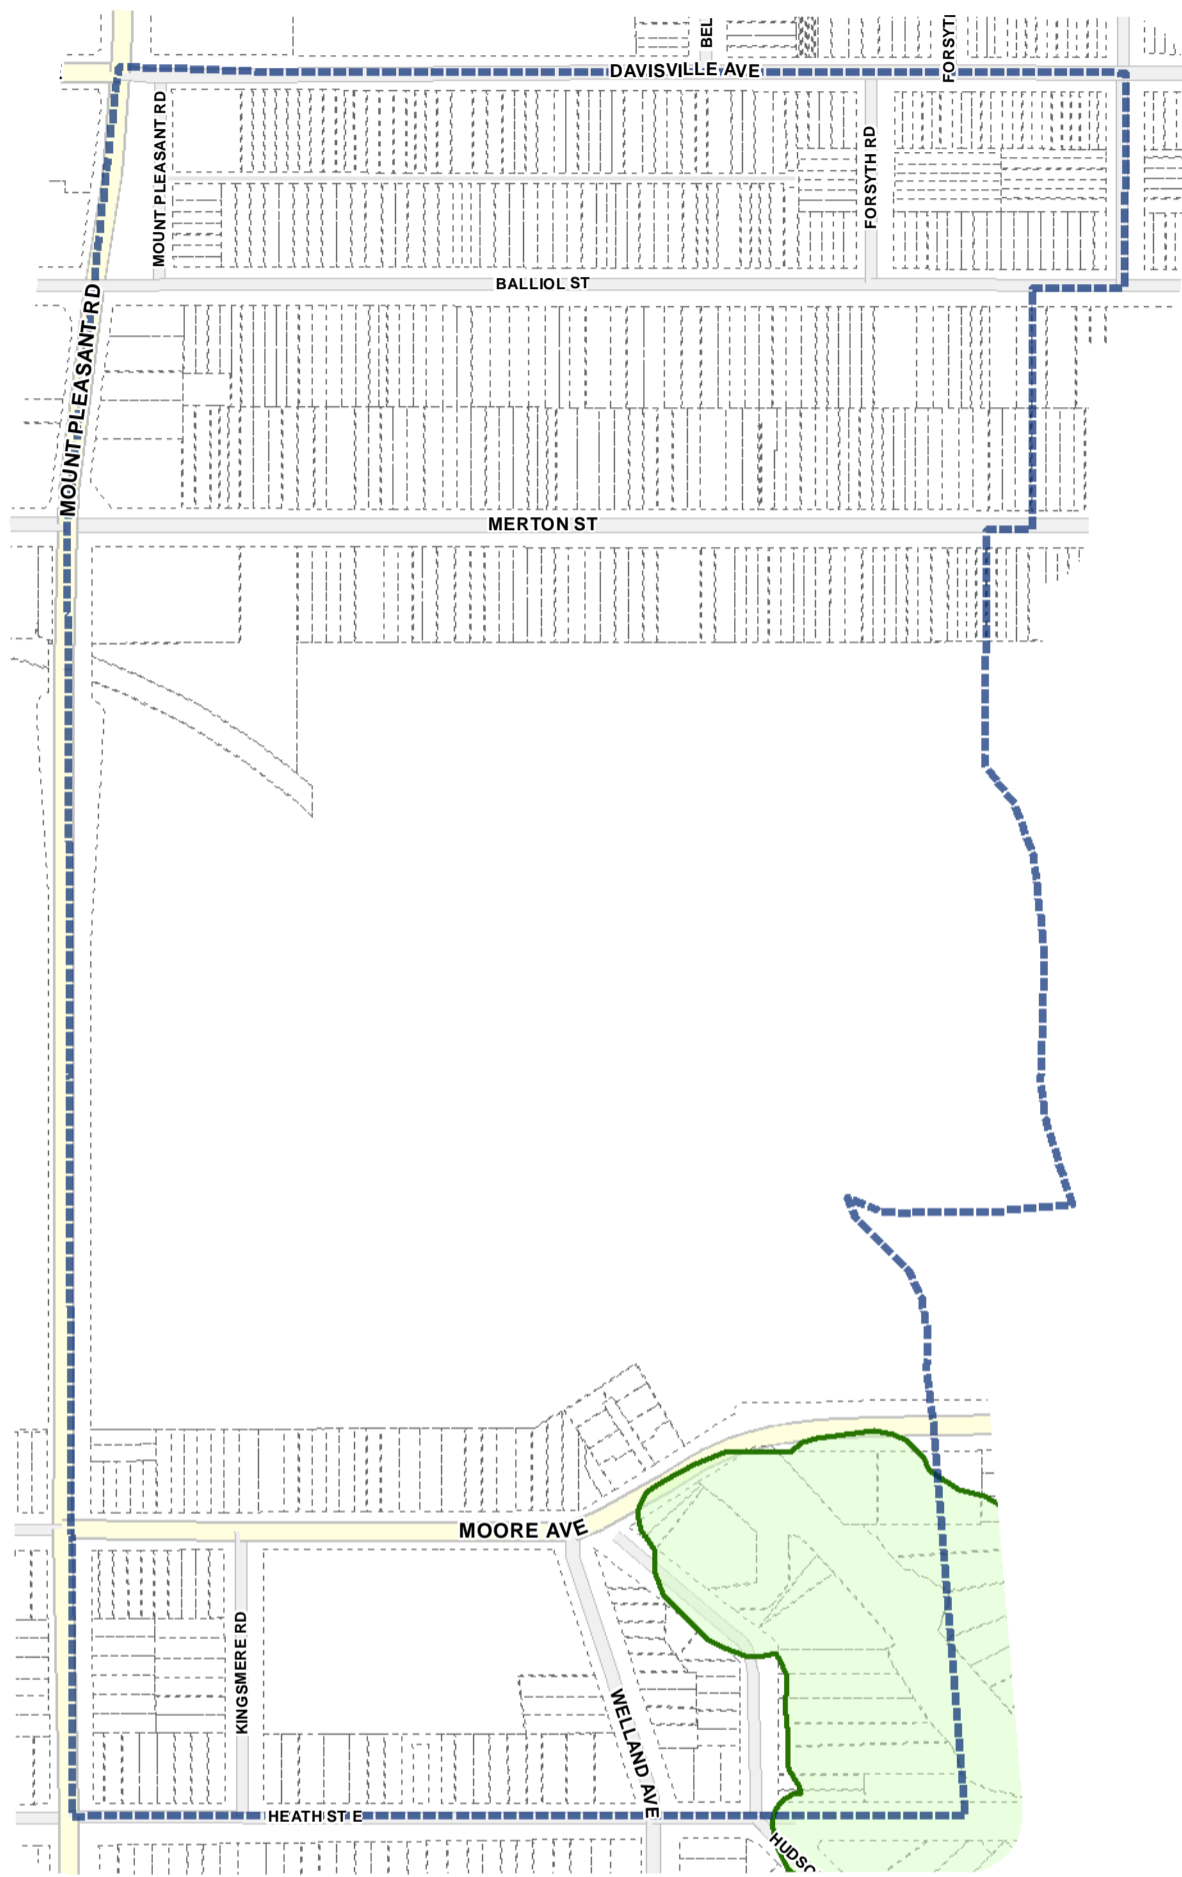 BEL
FORSYTH
DAVISVILLE AVE
MOUNT PLEASANT RD
FORSYTH RD
BALLIOL ST
MOUNT PLEASANT RD
MERTON ST
MOORE AVE
KINGSMERE RD
WELLAND AVE
HEATH ST E
HUDSO